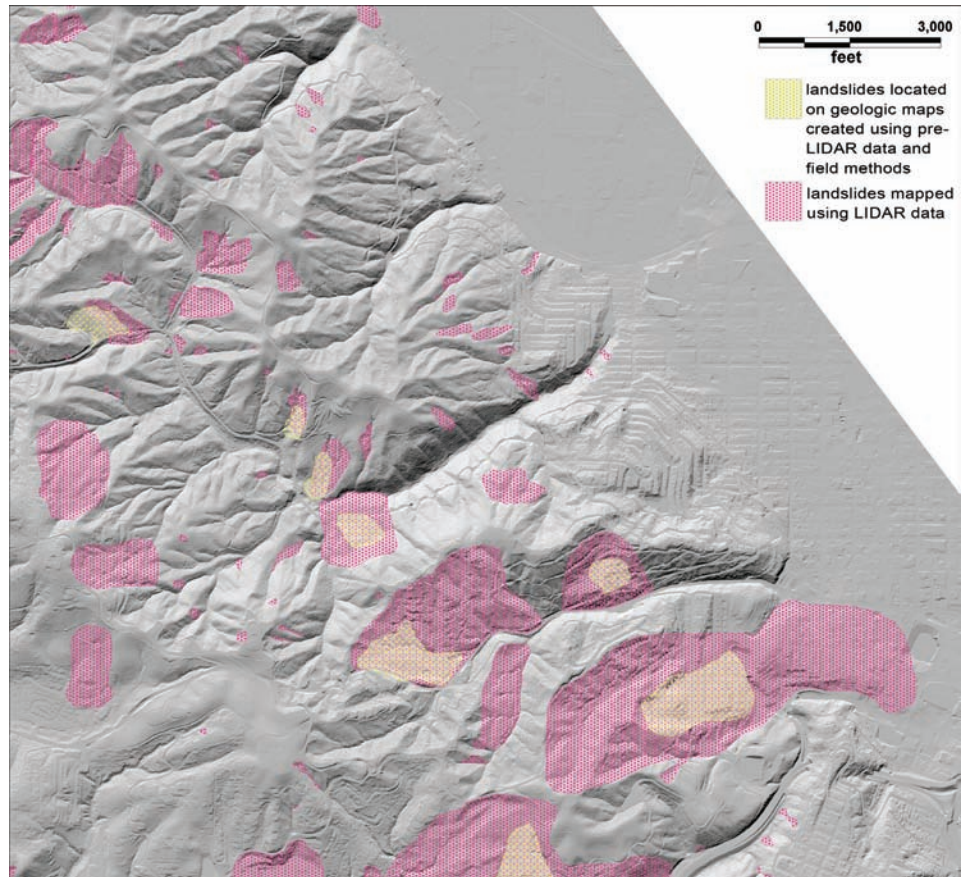 0 1,500 3,000
feet
landslides located
on geologic maps
created using pre-
LIDAR data and
field methods
landslides mapped
using LIDAR data